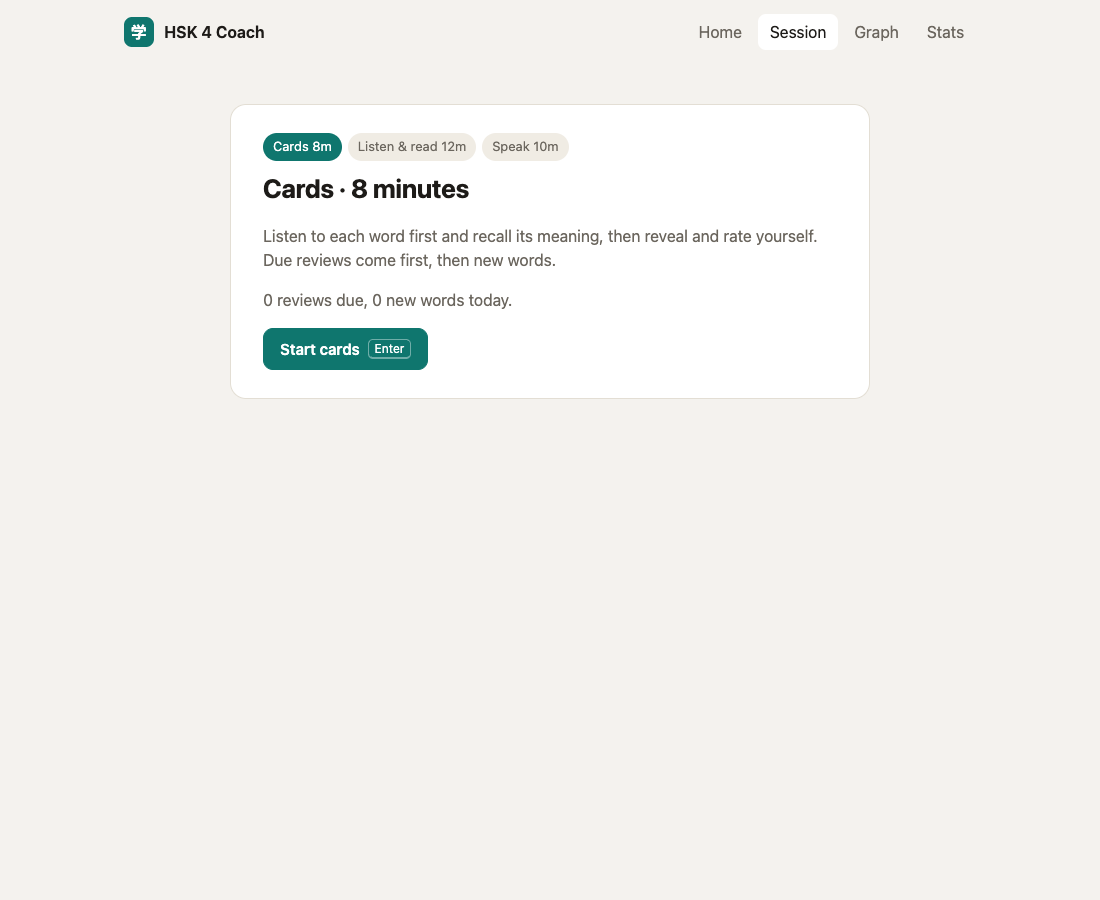 学 HSK 4 Coach
Home Session Graph Stats
Cards 8m Listen & read 12m Speak 10m
Cards · 8 minutes
Listen to each word first and recall its meaning, then reveal and rate yourself.
Due reviews come first, then new words.
0 reviews due, 0 new words today.
Start cards Enter